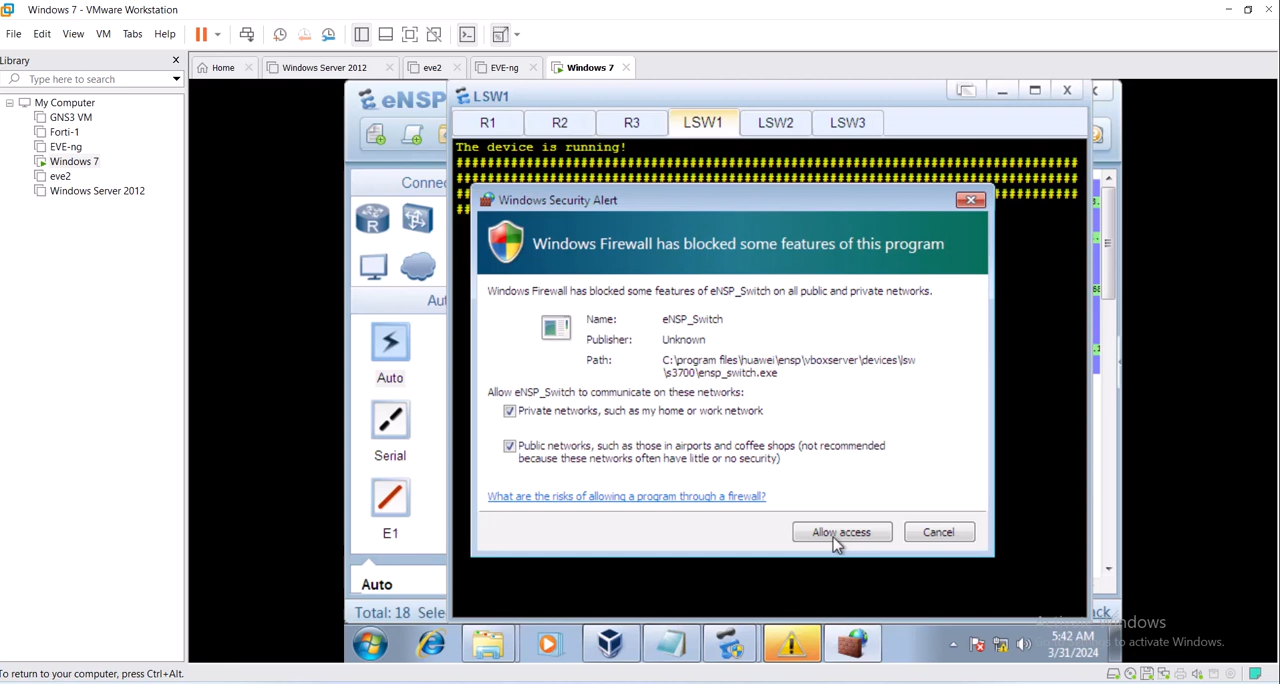 Windows 7 - VMware Workstation
File Edit View VM Tabs Help
Library
Type here to search
My Computer
GNS3 VM
Forti-1
EVE-ng
Windows 7
eve2
Windows Server 2012
Home
Windows Server 2012
eve2
EVE-ng
Windows 7
eNSP
LSW1
R1 R2 R3 LSW1 LSW2 LSW3
The device is running!
Connec
R
Au
Auto
Serial
E1
Auto
Total: 18 Sele
Windows Security Alert
Windows Firewall has blocked some features of this program
Windows Firewall has blocked some features of eNSP_Switch on all public and private networks.
Name: eNSP_Switch
Publisher: Unknown
Path: C:\program files\huawei\ensp\vboxserver\devices\lsw
\s3700\ensp_switch.exe
Allow eNSP_Switch to communicate on these networks:
Private networks, such as my home or work network
Public networks, such as those in airports and coffee shops (not recommended
because these networks often have little or no security)
What are the risks of allowing a program through a firewall?
Allow access
Cancel
5:42 AM
3/31/2024
to activate Windows.
To return to your computer, press Ctrl+Alt.